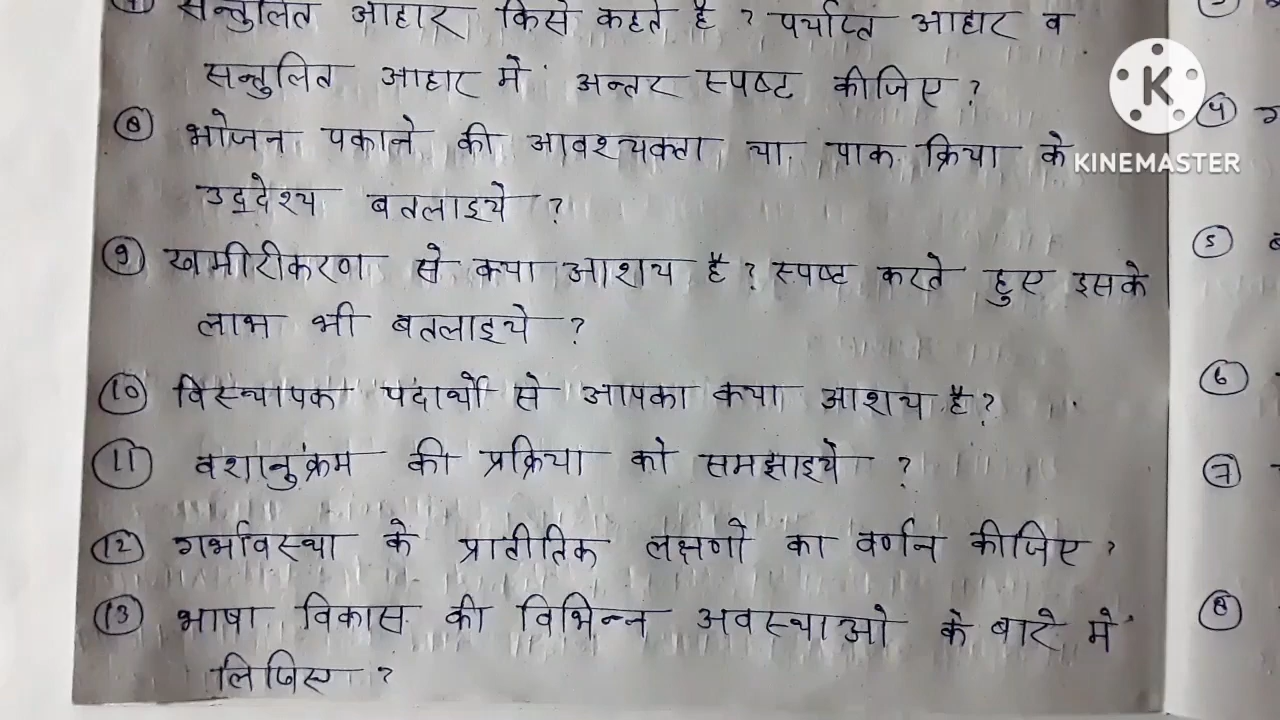 सन्तुलित आहार किसे कहते है ? पर्याप्त आहार व
सन्तुलित आहार में अन्तर स्पष्ट कीजिए ?
⑧ भोजन पकाने की आवश्यक्ता या पाक क्रिया के
उद्देश्य बतलाइये ?
⑨ खमीरीकरण से क्या आशय है ? स्पष्ट करते हुए इसके
लाभ भी बतलाइये ?
⑩ विस्थापक पदार्थो से आपका क्या आशय है ?
⑪ वशानुंक्रम की प्रक्रिया को समझाइये ?
⑫ गर्भावस्था के प्रातीतिक लक्षणो का वर्णन कीजिए ?
⑬ भाषा विकास की विभिन्न अवस्थाओ के बारे में
लिखिए ?
④
⑤
⑥
⑦
⑧
K
KINEMASTER